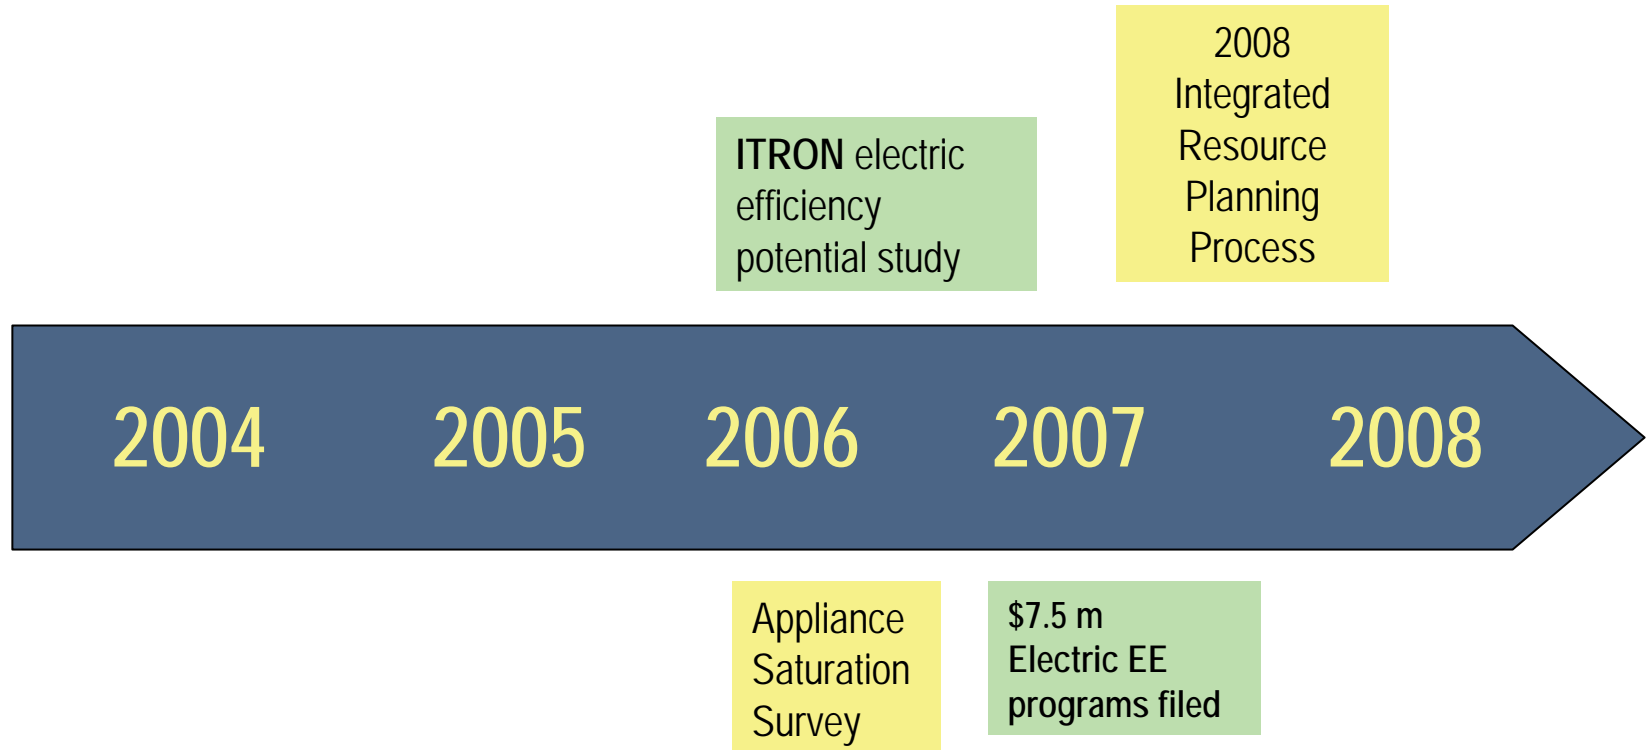 2008
Integrated
Resource
Planning
Process
ITRON electric
efficiency
potential study
2004 2005 2006 2007 2008
Appliance
Saturation
Survey
$7.5 m
Electric EE
programs filed